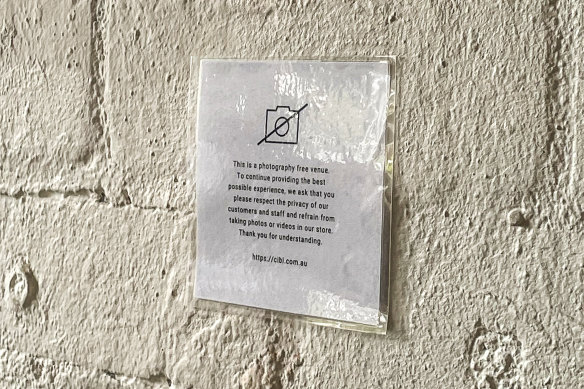 This is a photography free venue.
To continue providing the best
possible experience, we ask that you
please respect the privacy of our
customers and staff and refrain from
taking photos or videos in our store.
Thank you for understanding.
https://cibi.com.au